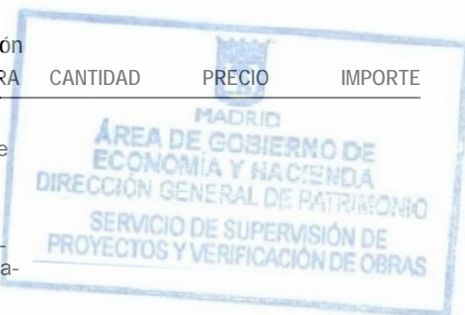 ón
RA CANTIDAD PRECIO IMPORTE
MADRID
ÁREA DE GOBIERNO DE
e
ECONOMÍA Y HACIENDA
DIRECCIÓN GENERAL DE PATRIMONIO
SERVICIO DE SUPERVISIÓN DE
PROYECTOS Y VERIFICACIÓN DE OBRAS
a-